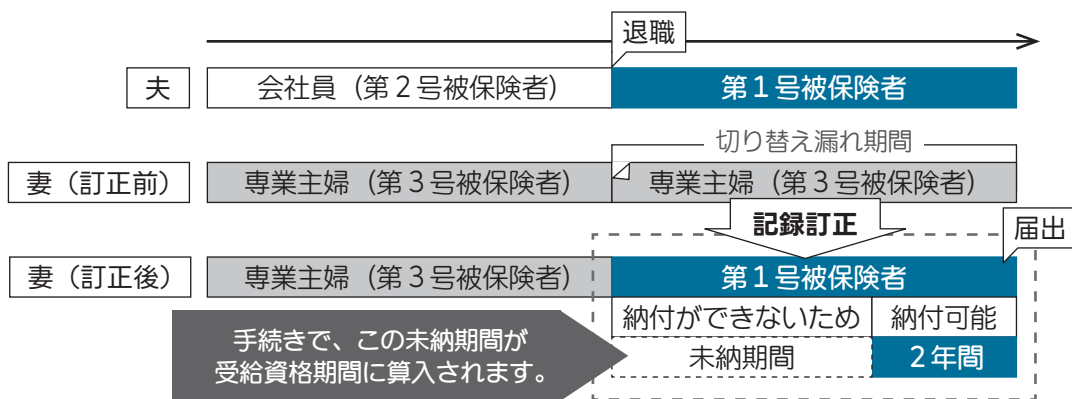 退職
夫
会社員（第２号被保険者）
第１号被保険者
切り替え漏れ期間
妻（訂正前）
専業主婦（第３号被保険者）
専業主婦（第３号被保険者）
記録訂正
届出
妻（訂正後）
専業主婦（第３号被保険者）
第１号被保険者
納付ができないため
納付可能
手続きで、この未納期間が
受給資格期間に算入されます。
未納期間
２年間